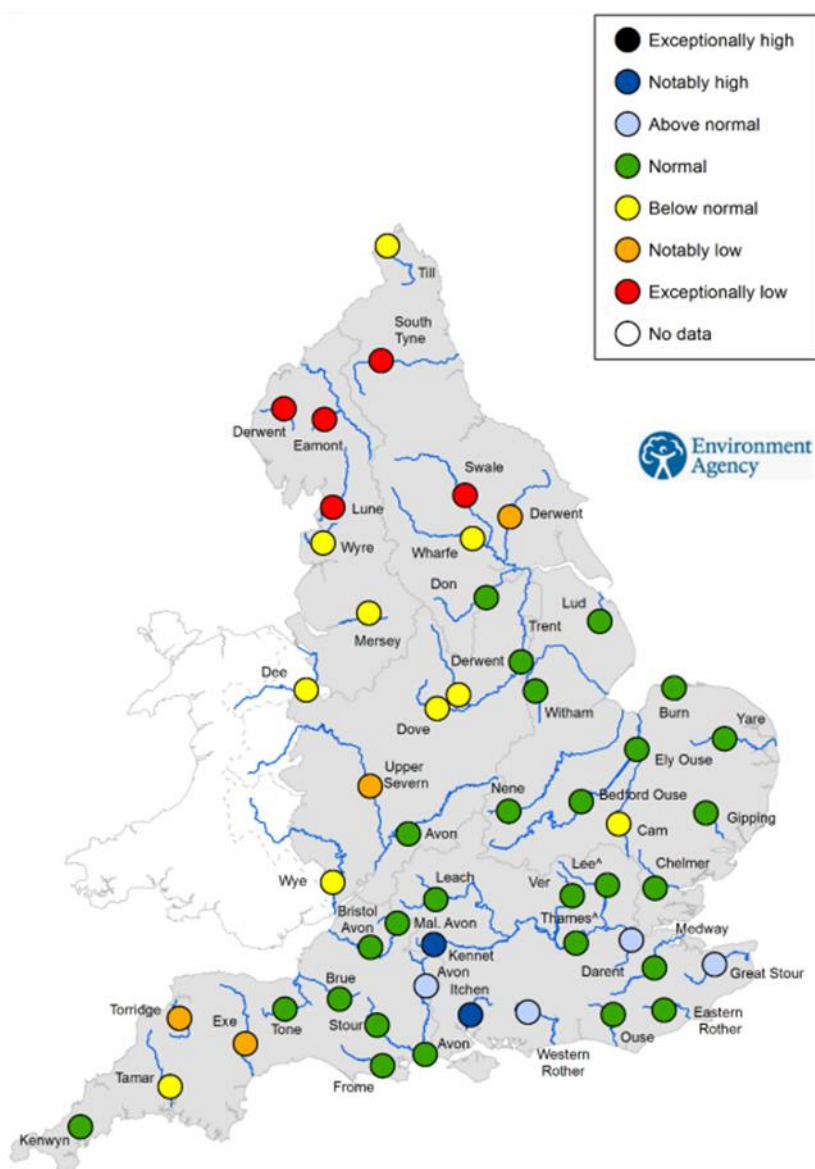 Exceptionally high
Notably high
Above normal
Normal
Below normal
Notably low
Exceptionally low
No data
Environment
Agency
Till
South
Tyne
Derwent
Eamont
Swale
Lune
Derwent
Wyre
Wharfe
Don
Lud
Mersey
Trent
Derwent
Dee
Witham
Burn
Dove
Yare
Ely Ouse
Upper
Severn
Nene
Bedford Ouse
Gipping
Avon
Cam
Lee^
Chelmer
Wye
Leach
Ver
Bristol
Avon
Mal. Avon
Thames^
Medway
Kennet
Darent
Great Stour
Avon
Itchen
Brue
Torridge
Exe
Tone
Stour
Eastern
Rother
Ouse
Avon
Western
Rother
Tamar
Frome
Kenwyn